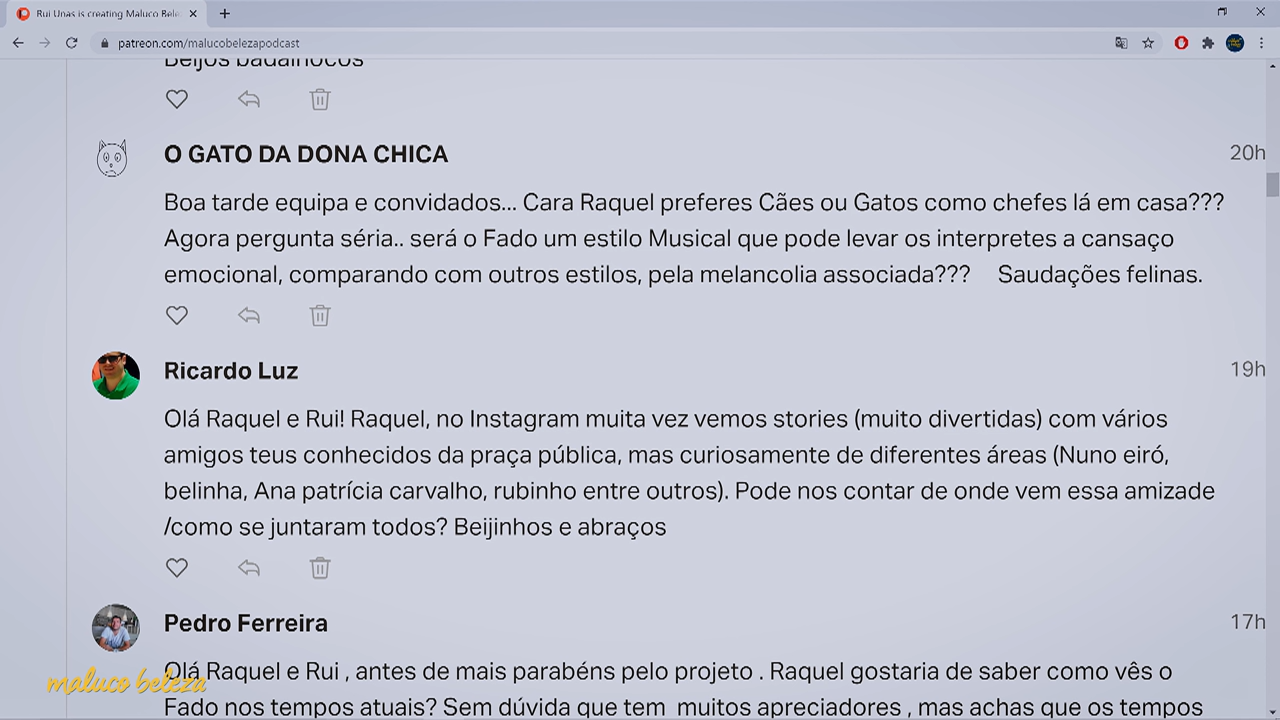 Rui Unas is creating Maluco Bele
patreon.com/malucobelezapodcast
Beijos badalhocos
O GATO DA DONA CHICA
20h
Boa tarde equipa e convidados... Cara Raquel preferes Cães ou Gatos como chefes lá em casa???
Agora pergunta séria.. será o Fado um estilo Musical que pode levar os interpretes a cansaço
emocional, comparando com outros estilos, pela melancolia associada??? Saudações felinas.
Ricardo Luz
19h
Olá Raquel e Rui! Raquel, no Instagram muita vez vemos stories (muito divertidas) com vários
amigos teus conhecidos da praça pública, mas curiosamente de diferentes áreas (Nuno eiró,
belinha, Ana patrícia carvalho, rubinho entre outros). Pode nos contar de onde vem essa amizade
/como se juntaram todos? Beijinhos e abraços
Pedro Ferreira
17h
Olá Raquel e Rui , antes de mais parabéns pelo projeto . Raquel gostaria de saber como vês o
maluco beleza
Fado nos tempos atuais? Sem dúvida que tem muitos apreciadores , mas achas que os tempos